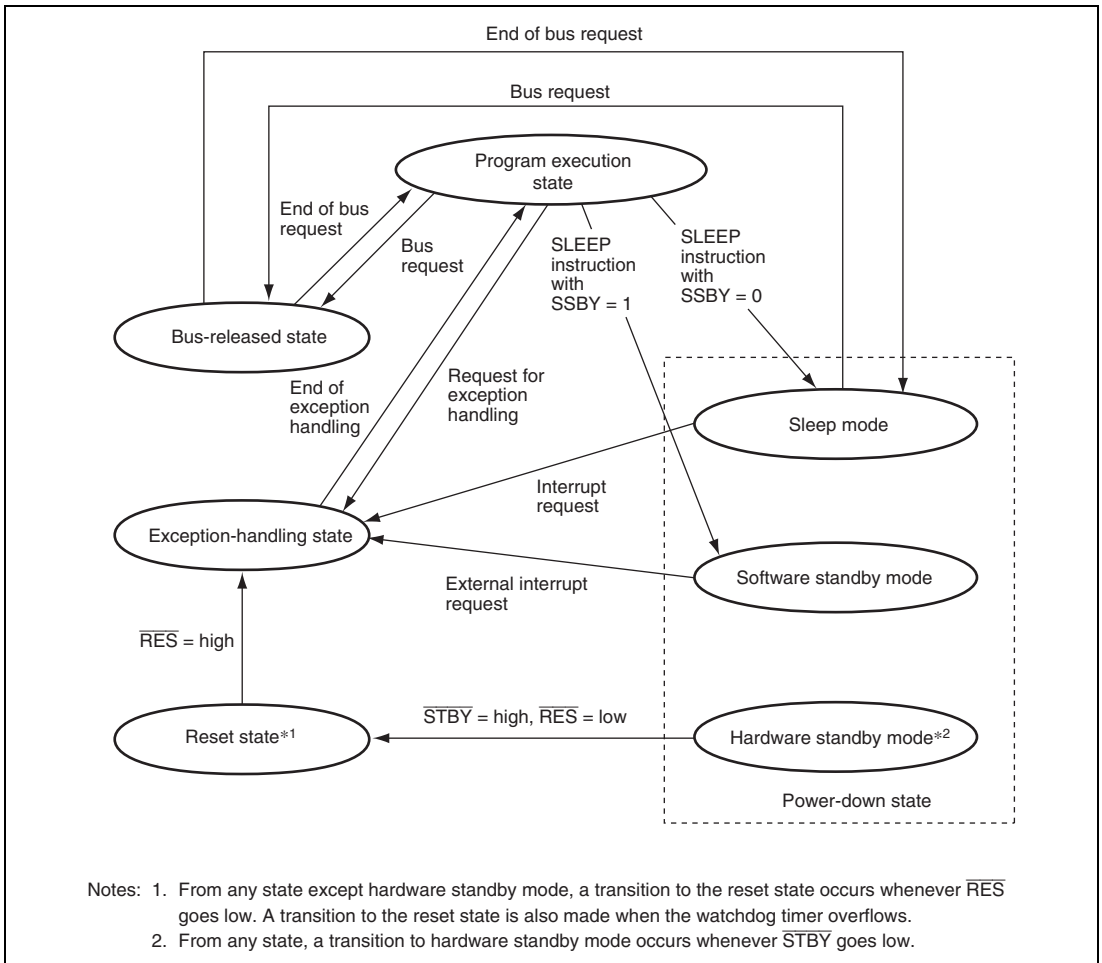 End of bus request
Bus request
Program execution
state
End of bus
request
Bus
request
SLEEP
instruction
with
SSBY = 1
SLEEP
instruction
with
SSBY = 0
Bus-released state
End of
exception
handling
Request for
exception
handling
Sleep mode
Interrupt
request
Exception-handling state
Software standby mode
External interrupt
request
R̅E̅S̅ = high
S̅T̅B̅Y̅ = high, R̅E̅S̅ = low
Reset state*1
Hardware standby mode*2
Power-down state
Notes: 1. From any state except hardware standby mode, a transition to the reset state occurs whenever R̅E̅S̅
goes low. A transition to the reset state is also made when the watchdog timer overflows.
2. From any state, a transition to hardware standby mode occurs whenever S̅T̅B̅Y̅ goes low.